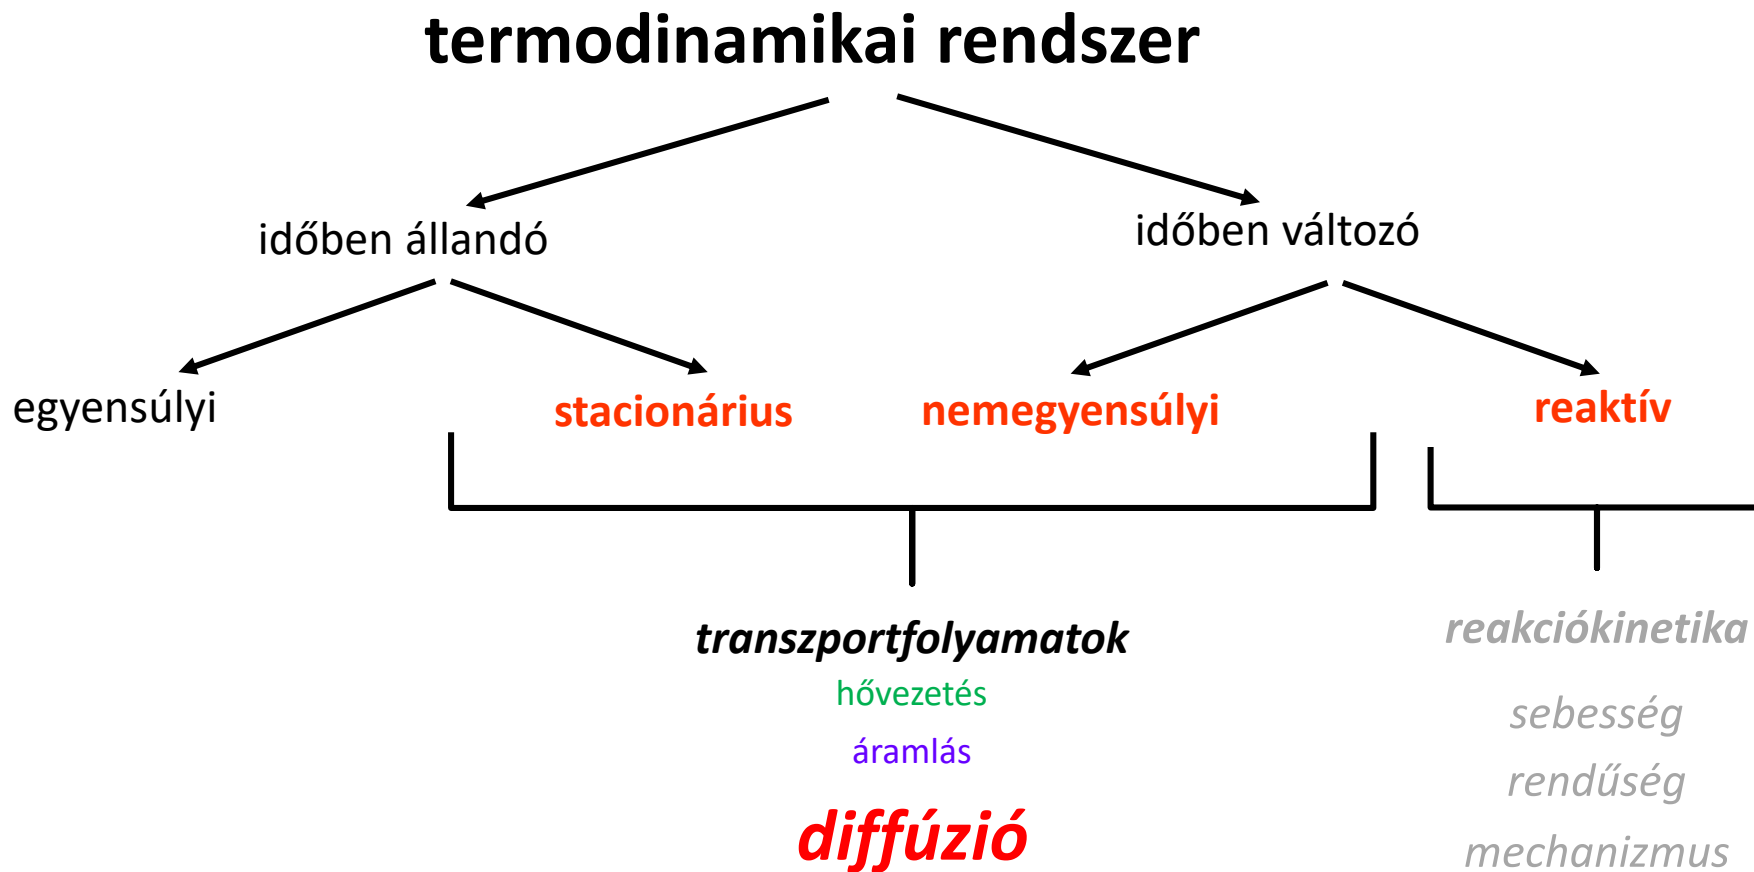 termodinamikai rendszer
időben állandó
időben változó
egyensúlyi
stacionárius
nemegyensúlyi
reaktív
transzportfolyamatok
hővezetés
áramlás
diffúzió
reakciókinetika
sebesség
rendűség
mechanizmus